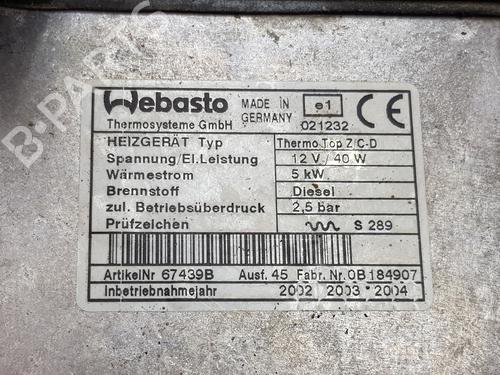 Webasto
Thermosysteme GmbH
MADE IN
GERMANY
e1
021232
CE
HEIZGERÄT Typ Thermo Top Z/C-D
Spannung/El.Leistung 12 V / 40 W
Wärmestrom 5 kW
Brennstoff Diesel
zul. Betriebsüberdruck 2,5 bar
Prüfzeichen S 289
ArtikelNr 67439B Ausf. 45 Fabr. Nr. 0B184907
Inbetriebnahmejahr 2002 · 2003 · 2004
B-PARTS